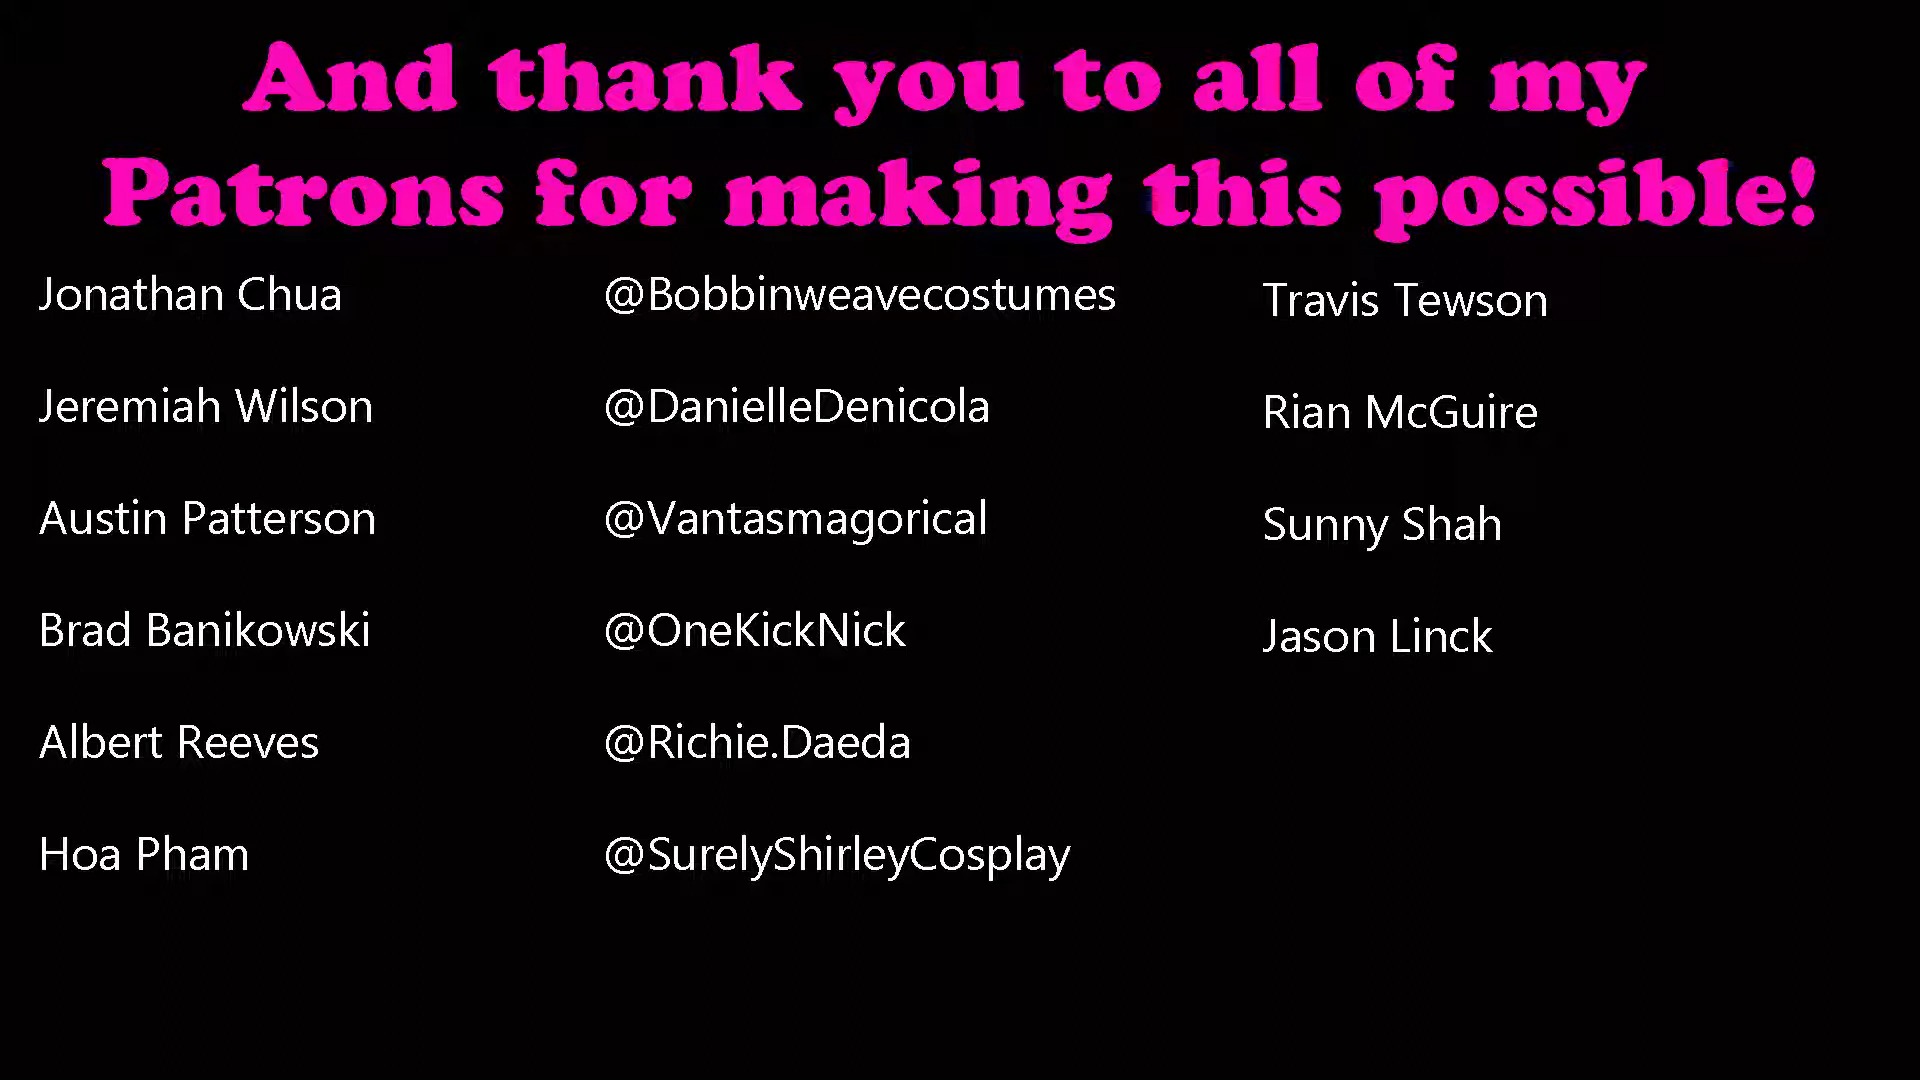 And thank you to all of my
Patrons for making this possible!
Jonathan Chua
Jeremiah Wilson
Austin Patterson
Brad Banikowski
Albert Reeves
Hoa Pham
@Bobbinweavecostumes
@DanielleDenicola
@Vantasmagorical
@OneKickNick
@Richie.Daeda
@SurelyShirleyCosplay
Travis Tewson
Rian McGuire
Sunny Shah
Jason Linck